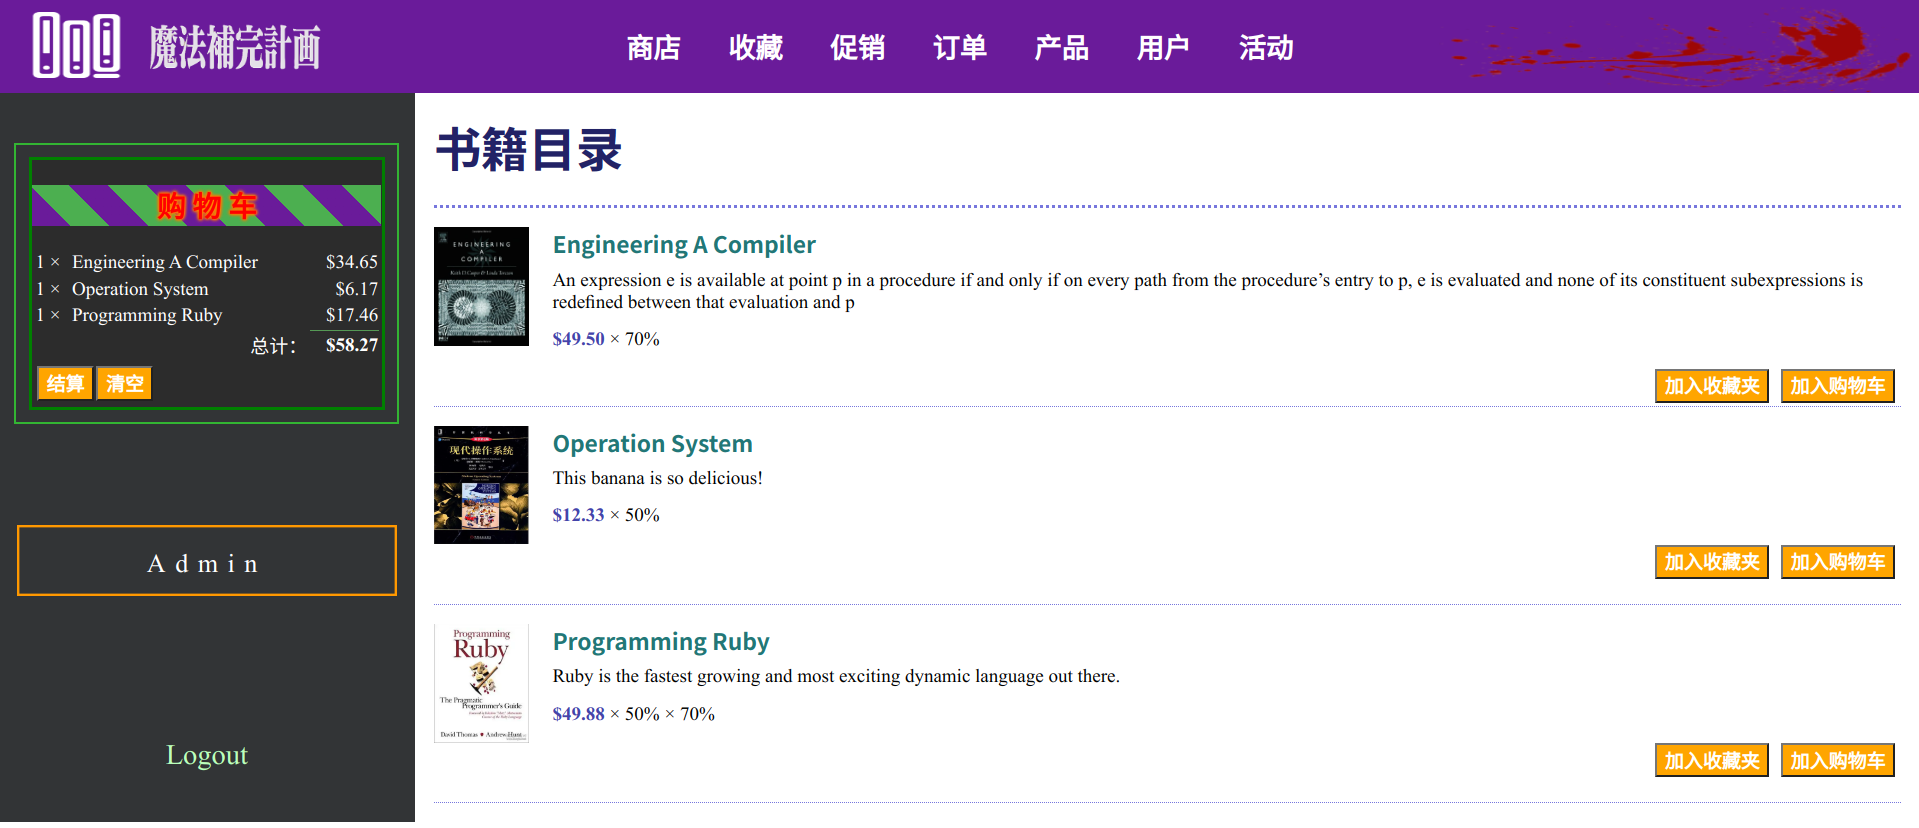 魔法補完計画
商店 收藏 促销 订单 产品 用户 活动
购物车
1 × Engineering A Compiler $34.65
1 × Operation System $6.17
1 × Programming Ruby $17.46
总计： $58.27
结算 清空
Admin
Logout
书籍目录
ENGINEERING
A
COMPILER
Engineering A Compiler
An expression e is available at point p in a procedure if and only if on every path from the procedure’s entry to p, e is evaluated and none of its constituent subexpressions is
redefined between that evaluation and p
$49.50 × 70%
加入收藏夹 加入购物车
现代操作系统
Operation System
This banana is so delicious!
$12.33 × 50%
加入收藏夹 加入购物车
Programming
Ruby
The Pragmatic
Programmer's Guide
David Thomas Andrew Hunt
Programming Ruby
Ruby is the fastest growing and most exciting dynamic language out there.
$49.88 × 50% × 70%
加入收藏夹 加入购物车